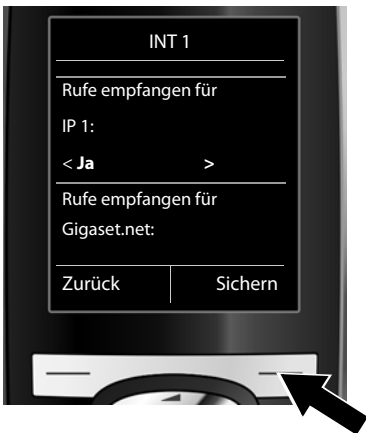 INT 1
Rufe empfangen für
IP 1:
< Ja >
Rufe empfangen für
Gigaset.net:
Zurück Sichern